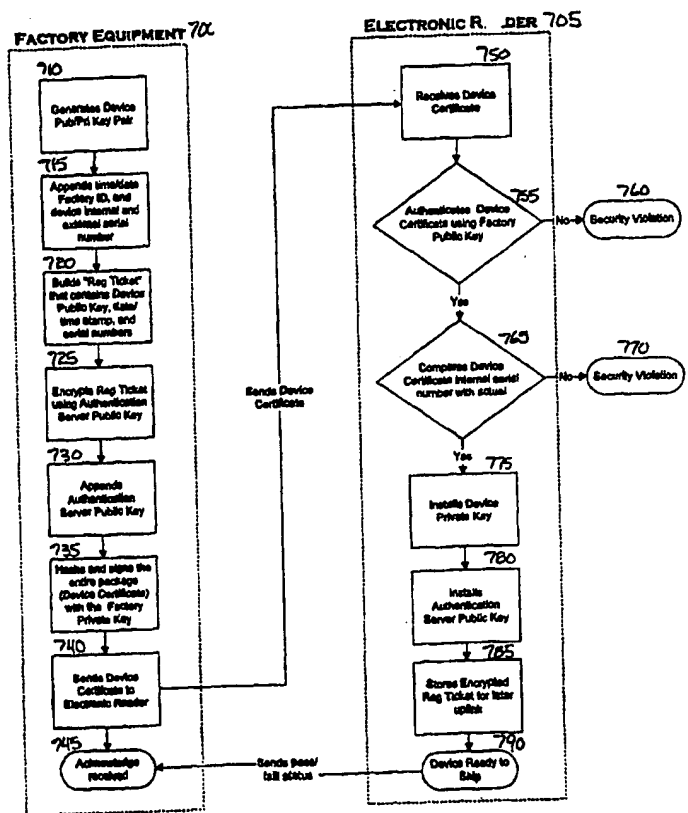 FACTORY EQUIPMENT 700
710
Generates Device
Pub/Pri Key Pair
715
Appends time/date
Factory ID, and
device internal and
external serial
number
720
Builds "Reg Ticket"
that contains Device
Public Key, date/
time stamp, and
serial numbers
725
Encrypts Reg Ticket
using Authentication
Server Public Key
730
Appends
Authentication
Server Public Key
735
Hashs and signs the
entire package
(Device Certificate)
with the Factory
Private Key
740
Sends Device
Certificate to
Electronic Reader
745
Acknowledge
received
Sends Device
Certificate
Sends pass/
fail status
ELECTRONIC R DER 705
750
Receives Device
Certificate
755
Authenticates Device
Certificate using Factory
Public Key
No
760
Security Violation
Yes
765
Compares Device
Certificate internal serial
number with actual
No
770
Security Violation
Yes
775
Installs Device
Private Key
780
Installs
Authentication
Server Public Key
785
Stores Encrypted
Reg Ticket for later
uplink
790
Device Ready to
Ship